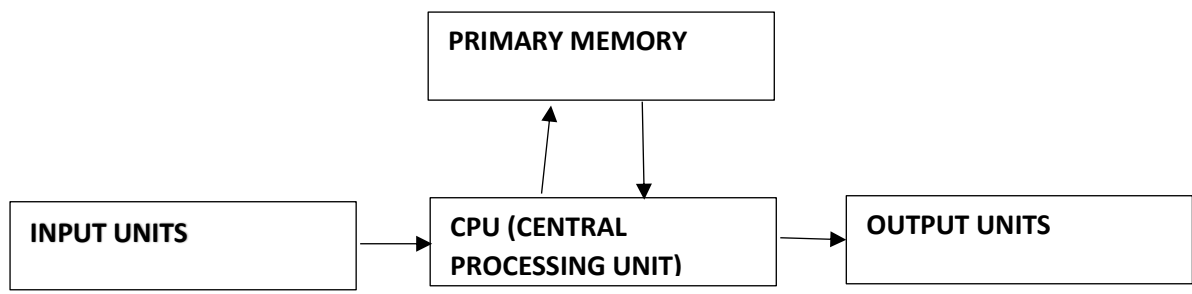 PRIMARY MEMORY
INPUT UNITS
CPU (CENTRAL
PROCESSING UNIT)
OUTPUT UNITS